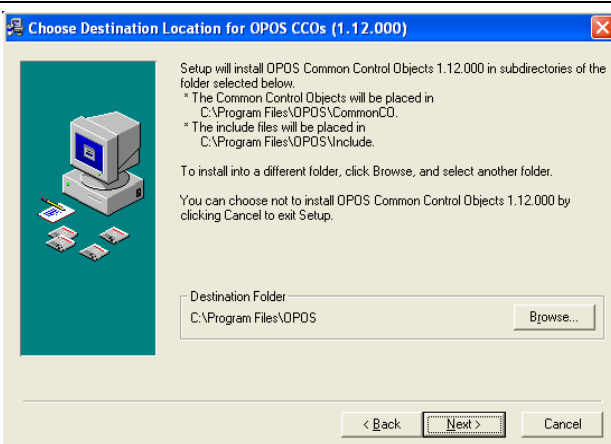 Choose Destination Location for OPOS CCOs (1.12.000)
Setup will install OPOS Common Control Objects 1.12.000 in subdirectories of the
folder selected below.
* The Common Control Objects will be placed in
C:\Program Files\OPOS\CommonCO.
* The include files will be placed in
C:\Program Files\OPOS\Include.
To install into a different folder, click Browse, and select another folder.
You can choose not to install OPOS Common Control Objects 1.12.000 by
clicking Cancel to exit Setup.
Destination Folder
C:\Program Files\OPOS
Browse...
< Back
Next >
Cancel